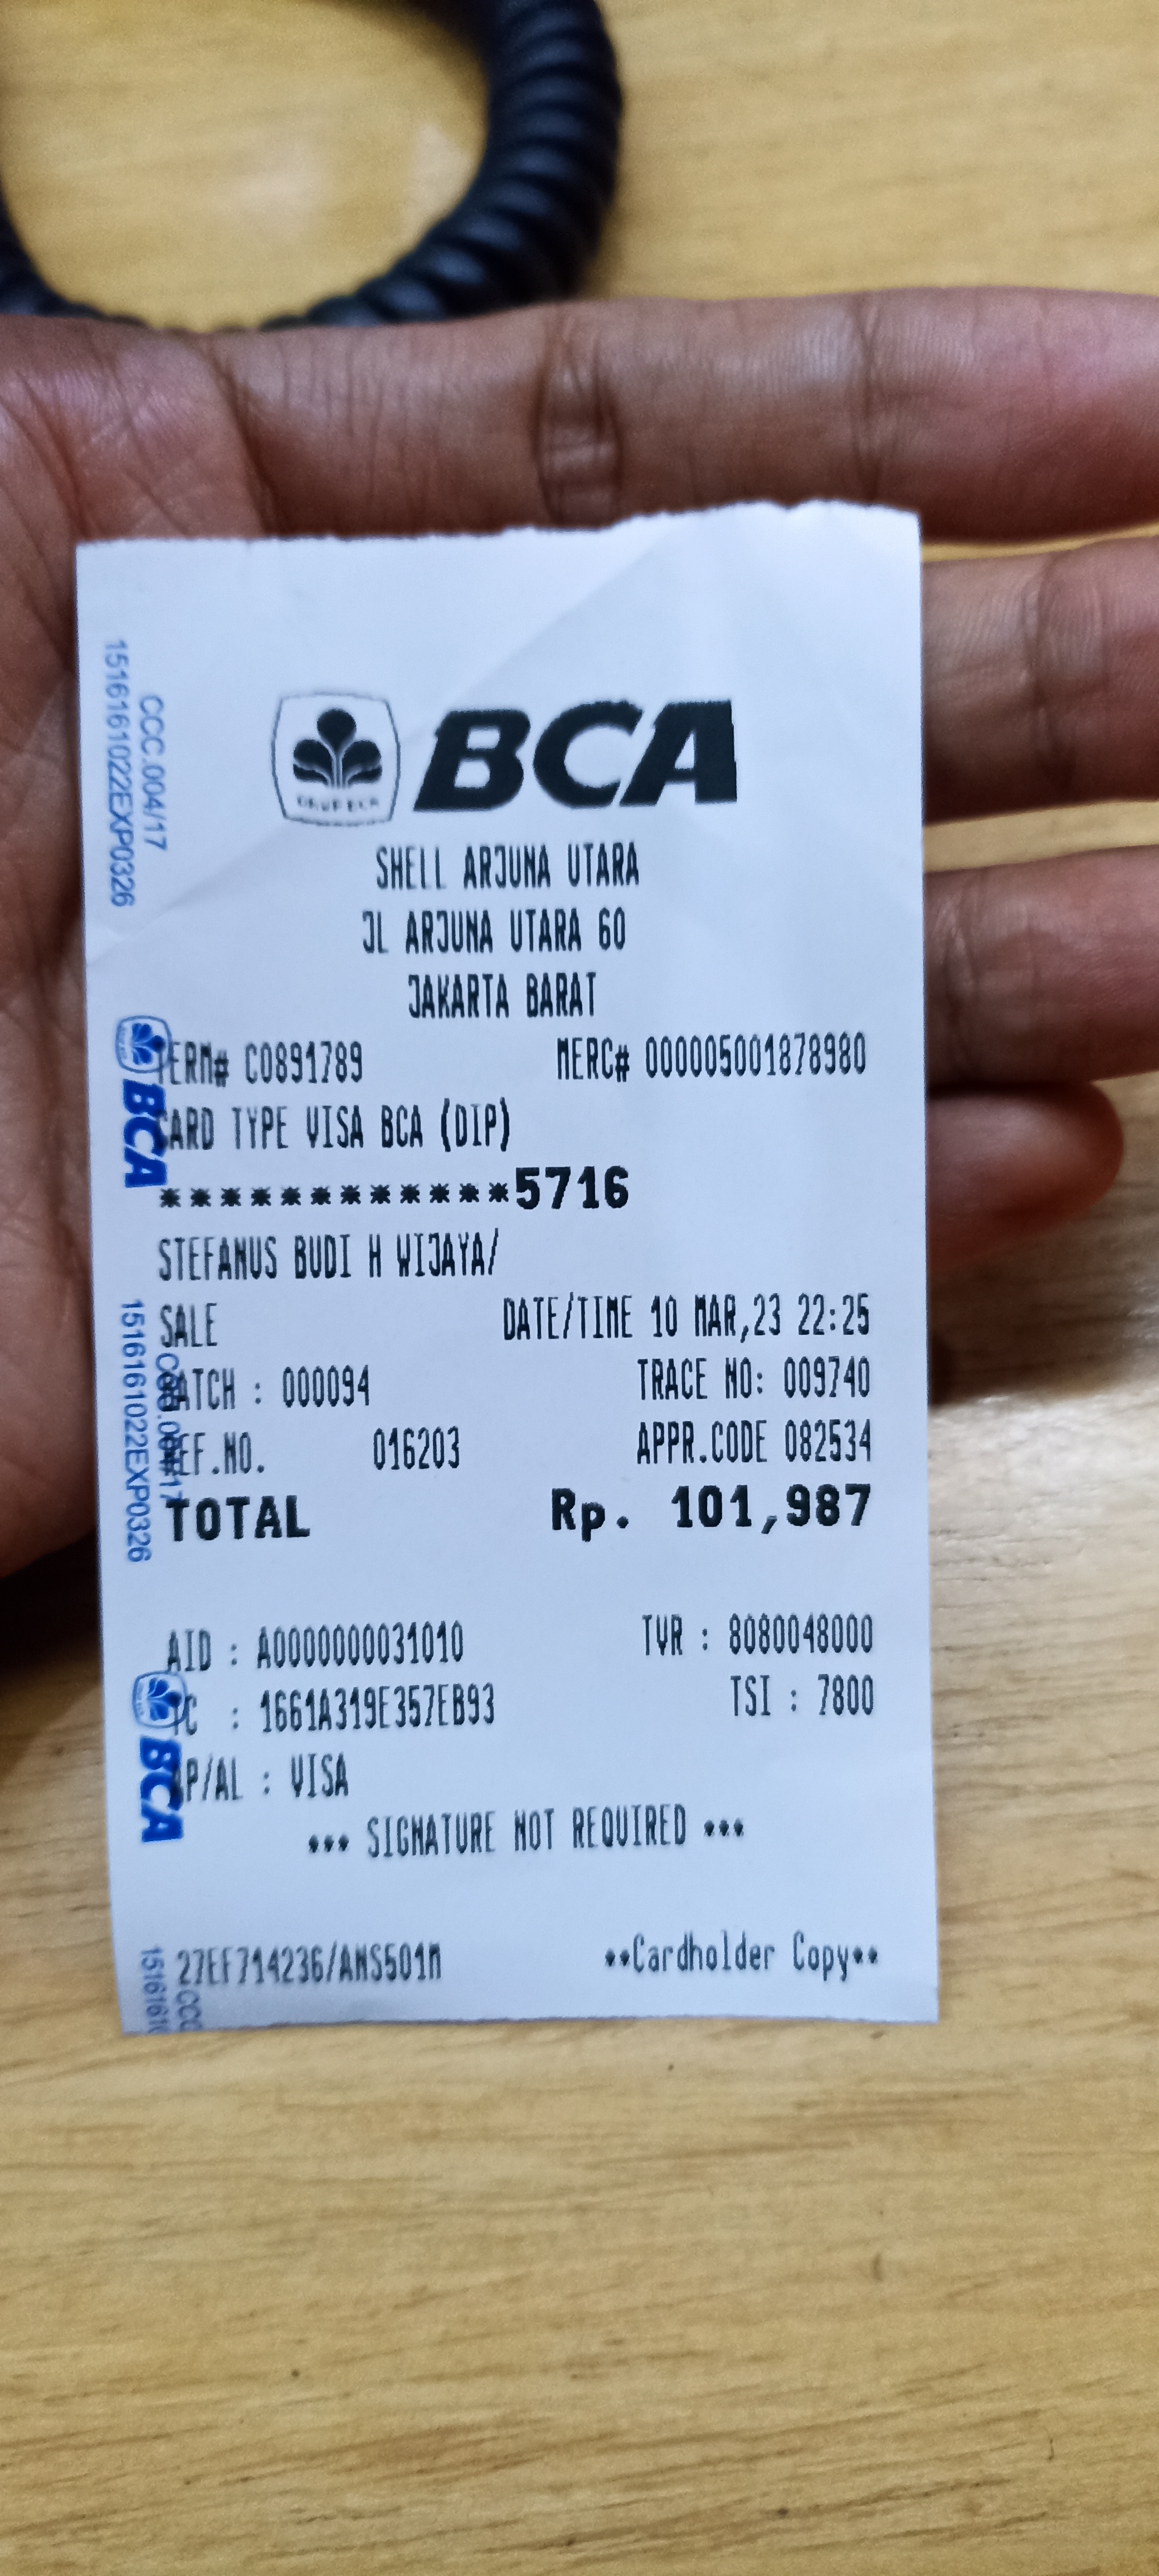 BCA
SHELL ARJUNA UTARA
JL ARJUNA UTARA 60
JAKARTA BARAT
TERM# C0891789 MERC# 000005001878980
CARD TYPE VISA BCA (DIP)
************5716
STEFANUS BUDI H WIJAYA/
SALE DATE/TIME 10 MAR,23 22:25
BATCH : 000094 TRACE NO: 009740
REF.NO. 016203 APPR.CODE 082534
TOTAL Rp. 101,987
AID : A0000000031010 TVR : 8080048000
TC : 1661A319E357EB93 TSI : 7800
AP/AL : VISA
*** SIGNATURE NOT REQUIRED ***
27EF714236/ANS501M **Cardholder Copy**
CCC.004/17
1516161022EXP0326
BCA
CCC.004/17
1516161022EXP0326
BCA